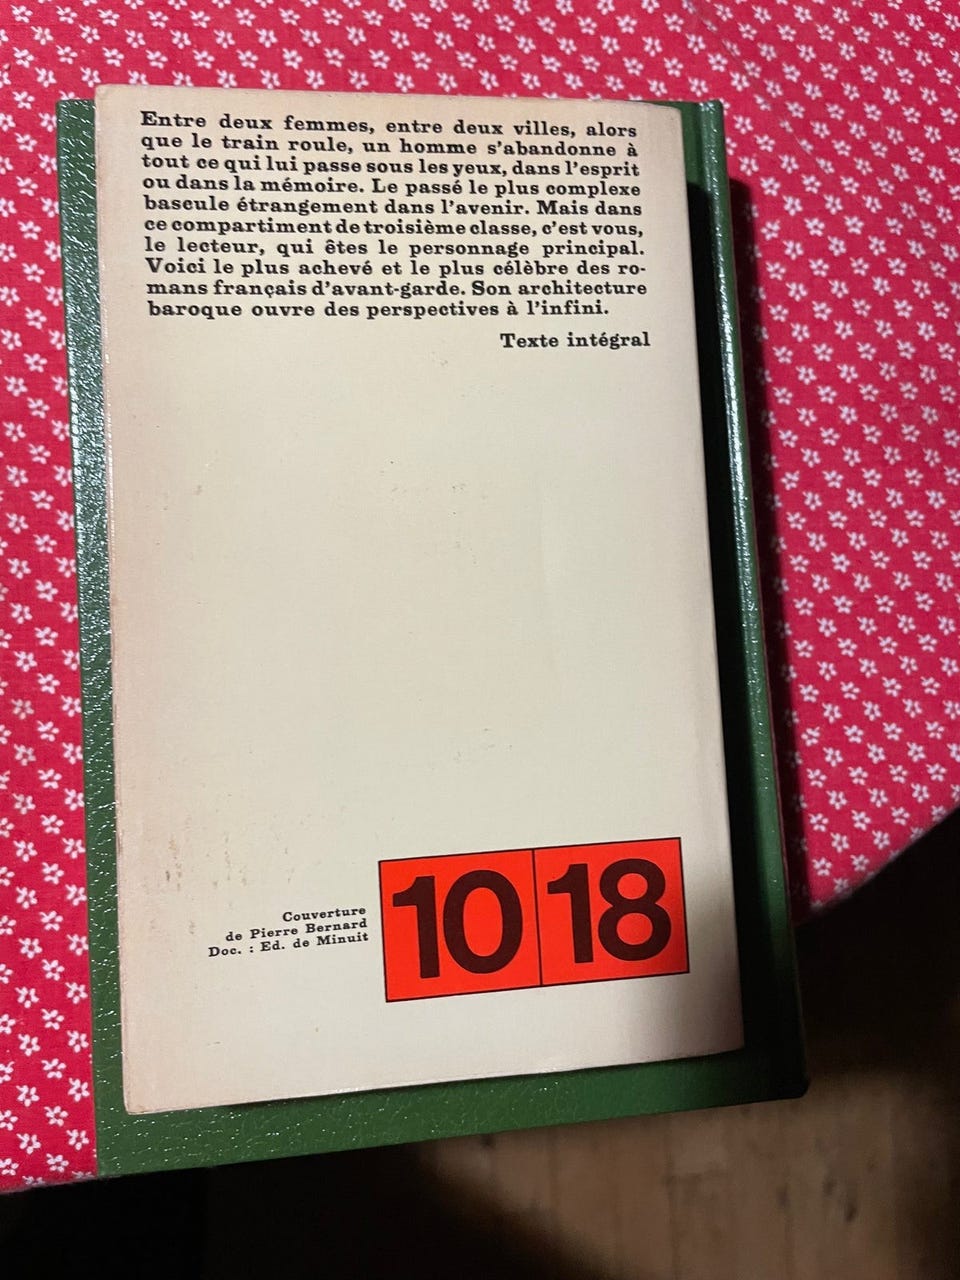 Entre deux femmes, entre deux villes, alors
que le train roule, un homme s'abandonne à
tout ce qui lui passe sous les yeux, dans l'esprit
ou dans la mémoire. Le passé le plus complexe
bascule étrangement dans l'avenir. Mais dans
ce compartiment de troisième classe, c'est vous,
le lecteur, qui êtes le personnage principal.
Voici le plus achevé et le plus célèbre des ro-
mans français d'avant-garde. Son architecture
baroque ouvre des perspectives à l'infini.
Texte intégral
Couverture
de Pierre Bernard
Doc. : Ed. de Minuit
10 18